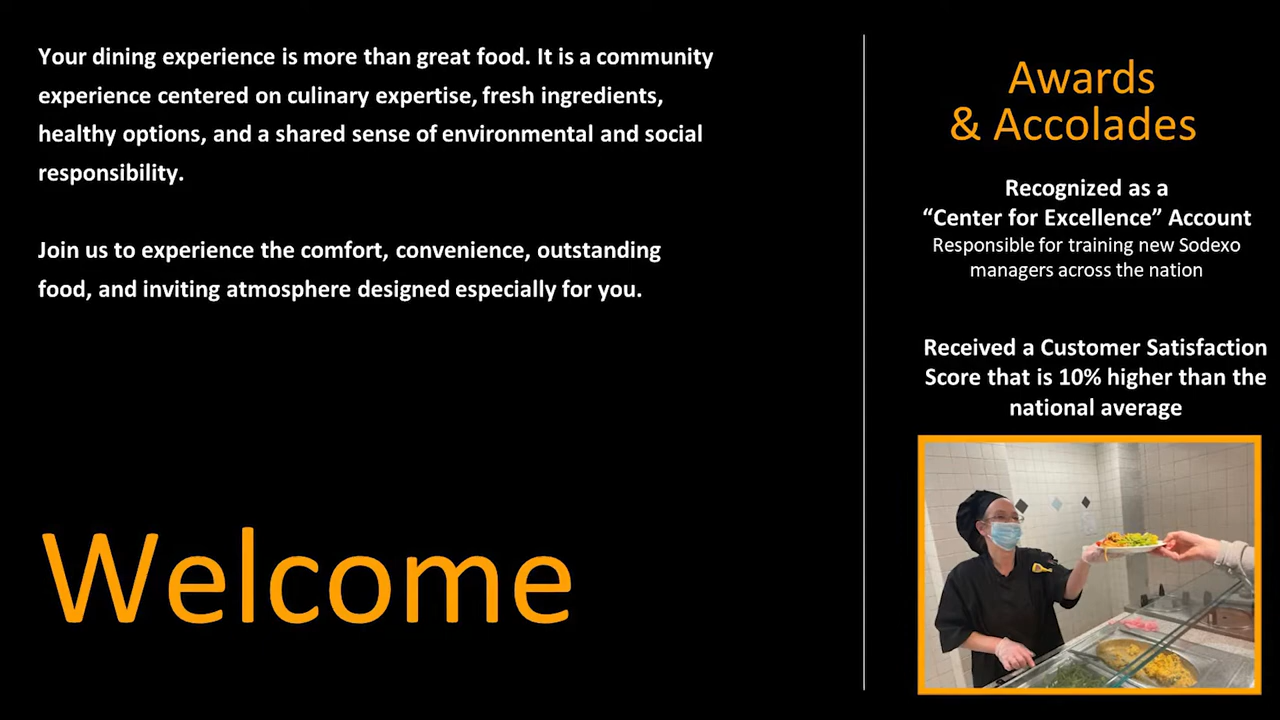 Your dining experience is more than great food. It is a community
experience centered on culinary expertise, fresh ingredients,
healthy options, and a shared sense of environmental and social
responsibility.
Join us to experience the comfort, convenience, outstanding
food, and inviting atmosphere designed especially for you.
Welcome
Awards
& Accolades
Recognized as a
“Center for Excellence” Account
Responsible for training new Sodexo
managers across the nation
Received a Customer Satisfaction
Score that is 10% higher than the
national average